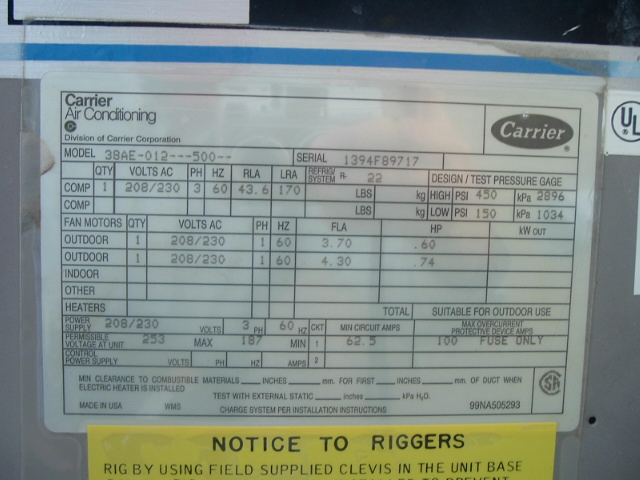 Carrier
Air Conditioning
Division of Carrier Corporation
Carrier
UL
MODEL 38AE-012---500-- SERIAL 1394F89717
QTY VOLTS AC PH HZ RLA LRA REFRIG/SYSTEM R- 22 DESIGN / TEST PRESSURE GAGE
COMP 1 208/230 3 60 43.6 170 LBS kg HIGH PSI 450 kPa 2896
COMP LBS kg LOW PSI 150 kPa 1034
FAN MOTORS QTY VOLTS AC PH HZ FLA HP kW OUT
OUTDOOR 1 208/230 1 60 3.70 .60
OUTDOOR 1 208/230 1 60 4.30 .74
INDOOR
OTHER
HEATERS TOTAL SUITABLE FOR OUTDOOR USE
POWER SUPPLY 208/230 VOLTS 3 PH 60 HZ CKT MIN CIRCUIT AMPS MAX OVERCURRENT PROTECTIVE DEVICE AMPS
PERMISSIBLE VOLTAGE AT UNIT 253 MAX 187 MIN 1 62.5 100 FUSE ONLY
CONTROL POWER SUPPLY VOLTS PH HZ AMPS 2
MIN CLEARANCE TO COMBUSTIBLE MATERIALS INCHES mm. FOR FIRST INCHES mm. OF DUCT WHEN
ELECTRIC HEATER IS INSTALLED
TEST WITH EXTERNAL STATIC inches kPa H₂O.
MADE IN USA WMS CHARGE SYSTEM PER INSTALLATION INSTRUCTIONS 99NA505293
NOTICE TO RIGGERS
RIG BY USING FIELD SUPPLIED CLEVIS IN THE UNIT BASE